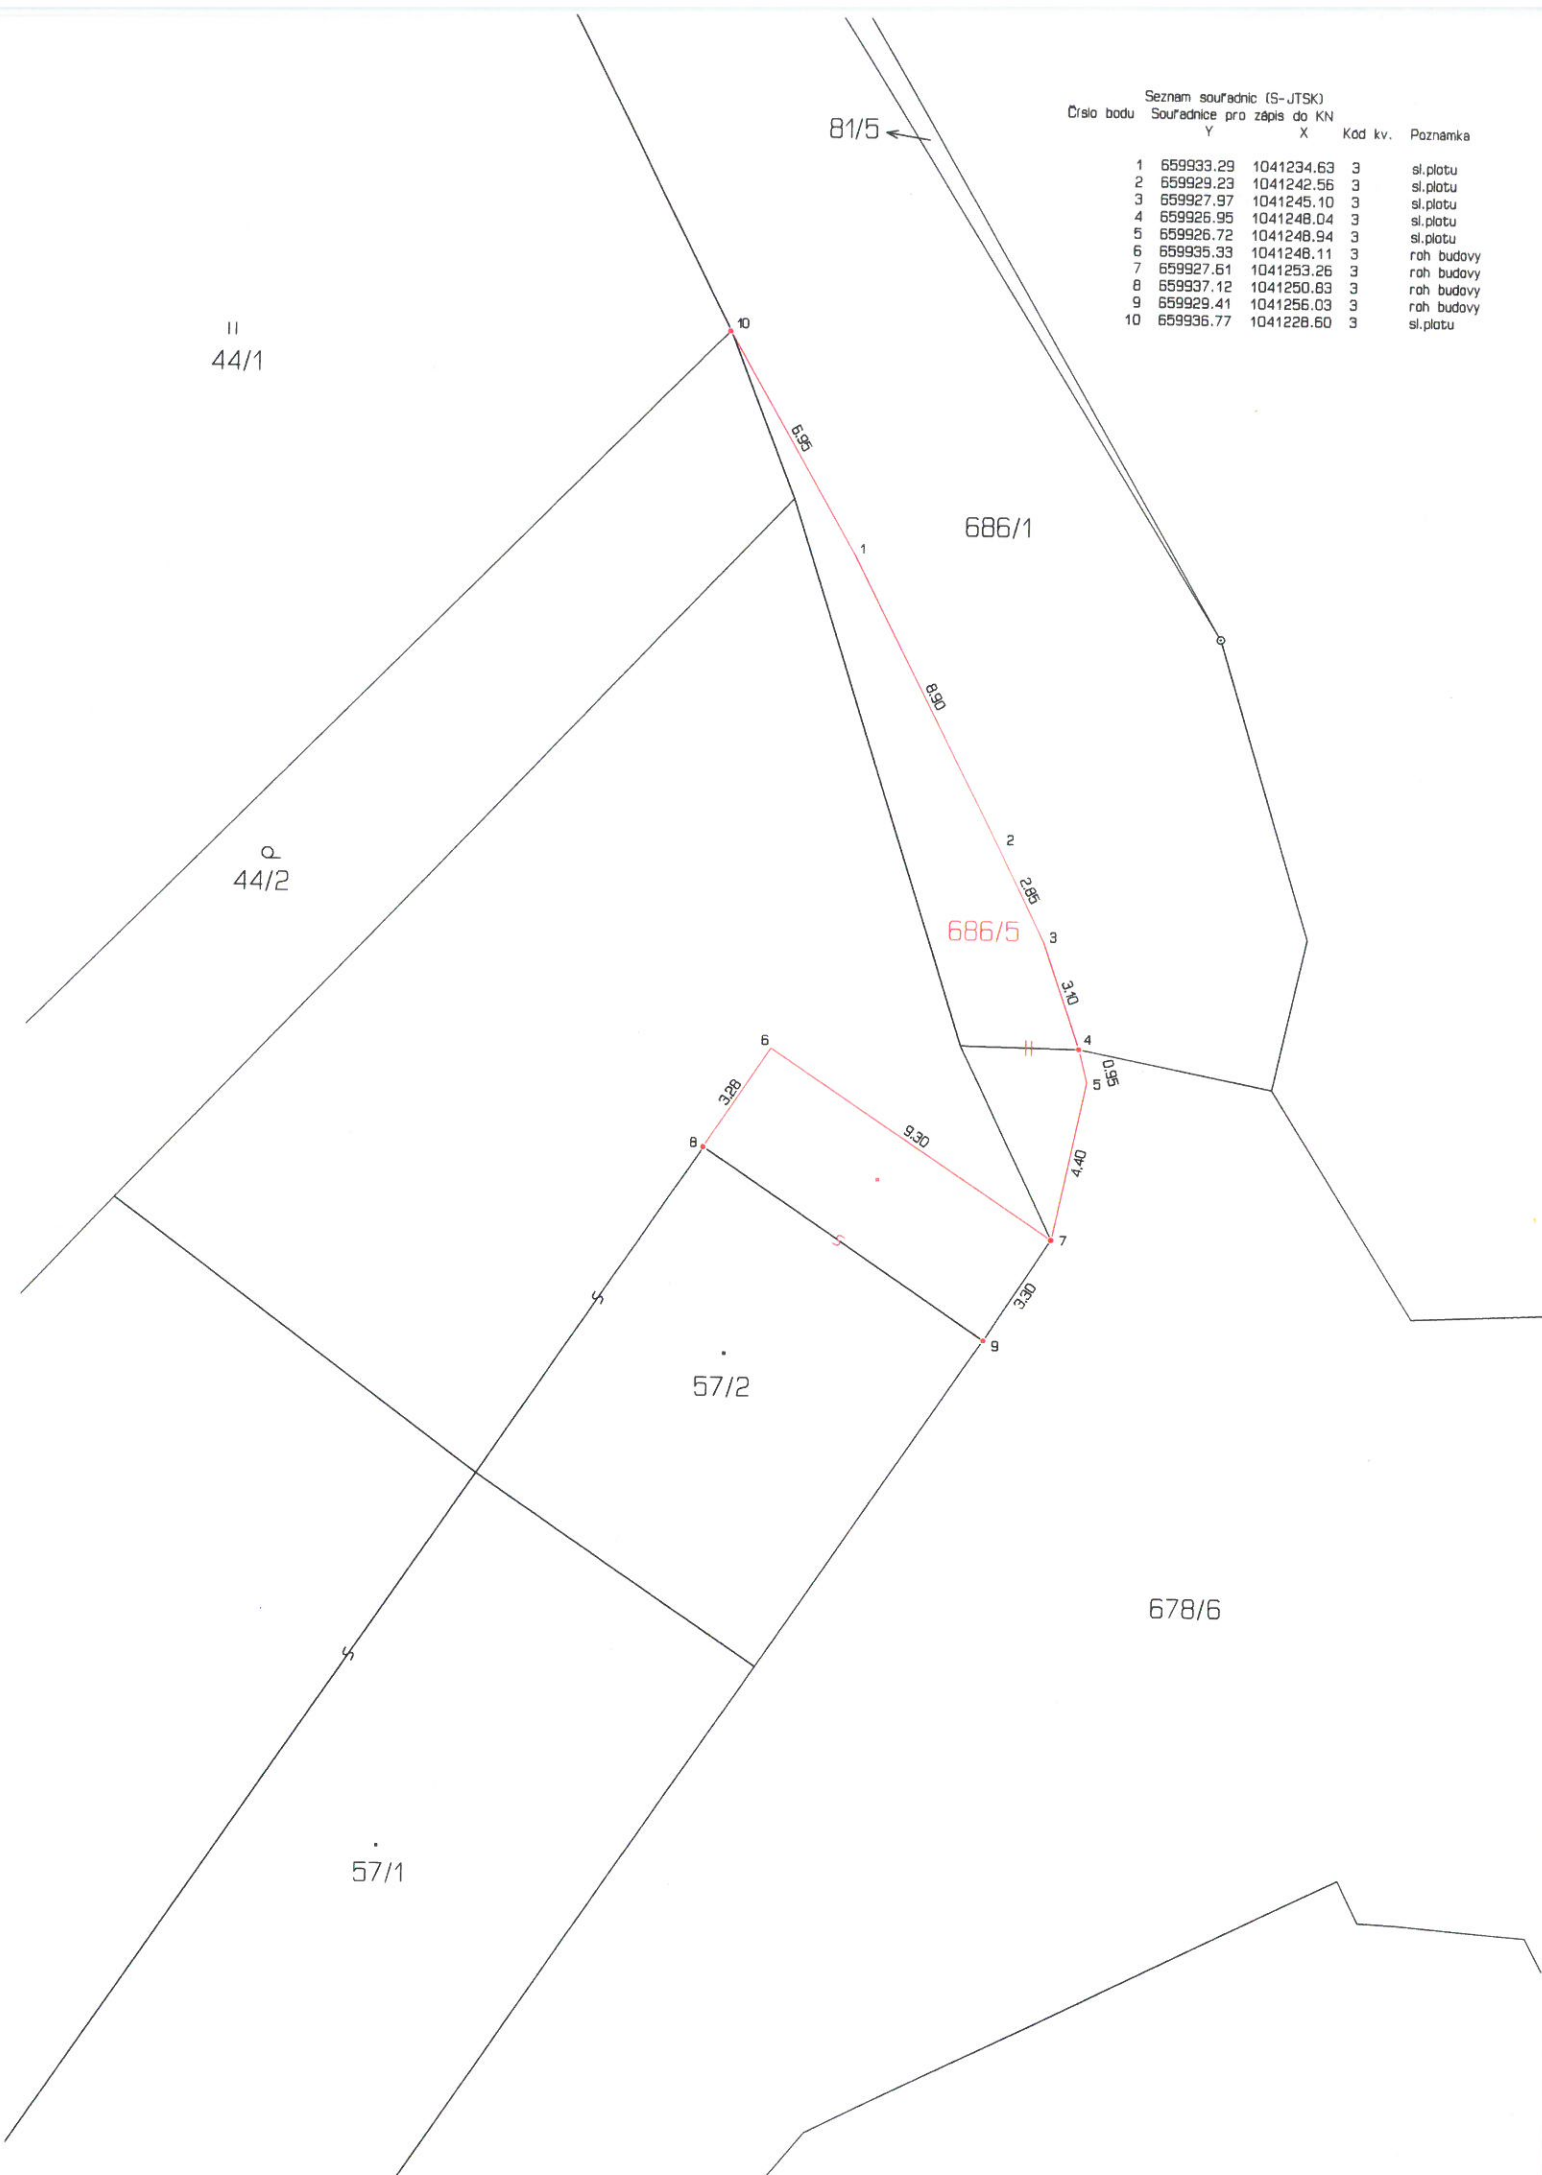 Seznam souřadnic (S-JTSK)
Číslo bodu Souřadnice pro zápis do KN
Y X Kód kv. Poznámka
1 659933.29 1041234.63 3 sl.plotu
2 659929.23 1041242.56 3 sl.plotu
3 659927.97 1041245.10 3 sl.plotu
4 659926.95 1041248.04 3 sl.plotu
5 659926.72 1041248.94 3 sl.plotu
6 659935.33 1041248.11 3 roh budovy
7 659927.61 1041253.26 3 roh budovy
8 659937.12 1041250.83 3 roh budovy
9 659929.41 1041256.03 3 roh budovy
10 659936.77 1041228.60 3 sl.plotu
81/5
10
44/1
6.95
686/1
1
8.90
2
44/2
2.85
686/5
3
3.10
6
4
0.95
5
3.28
9.30
8
4.40
7
3.30
9
57/2
678/6
57/1